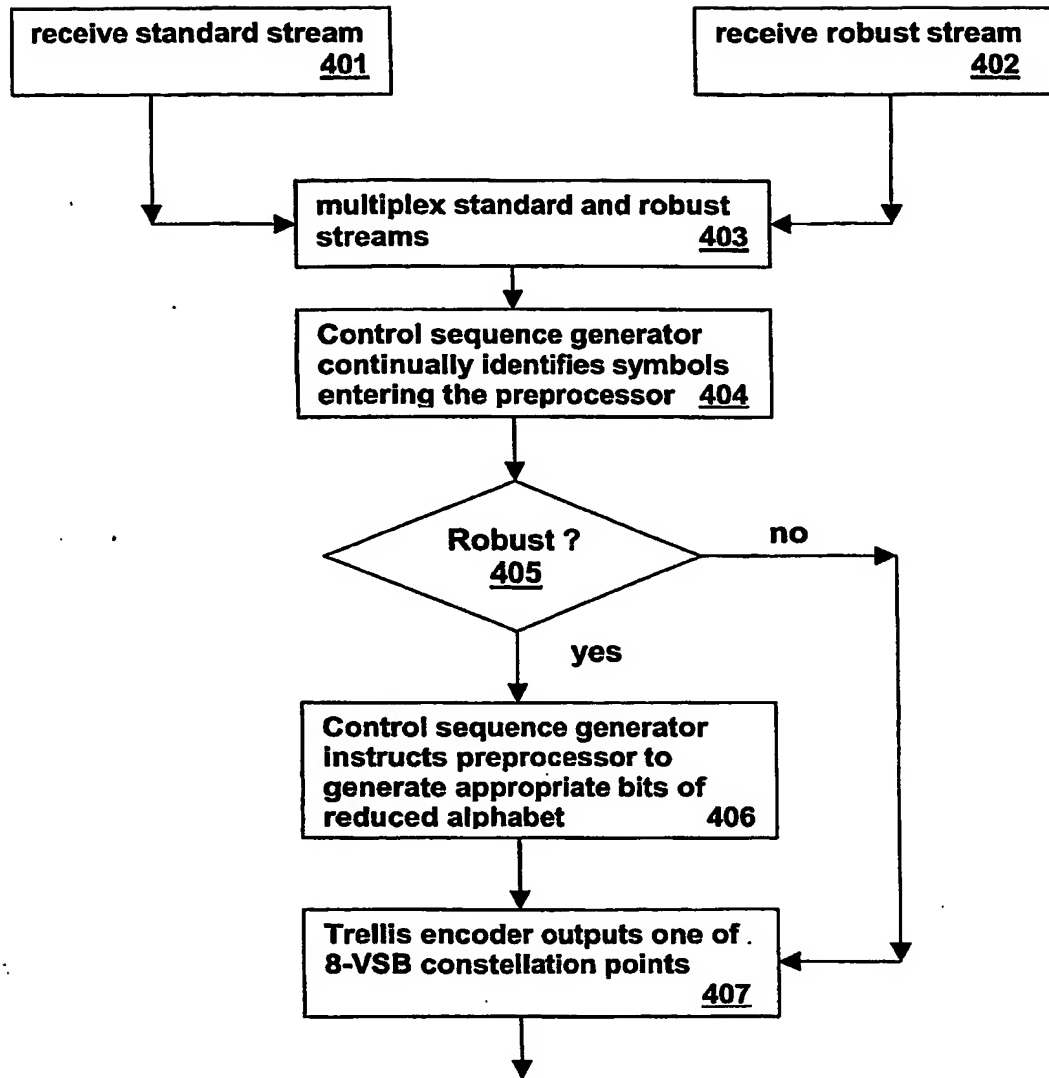 receive standard stream
401
receive robust stream
402
multiplex standard and robust
streams 403
Control sequence generator
continually identifies symbols
entering the preprocessor 404
Robust ?
405
no
yes
Control sequence generator
instructs preprocessor to
generate appropriate bits of
reduced alphabet 406
Trellis encoder outputs one of
8-VSB constellation points
407